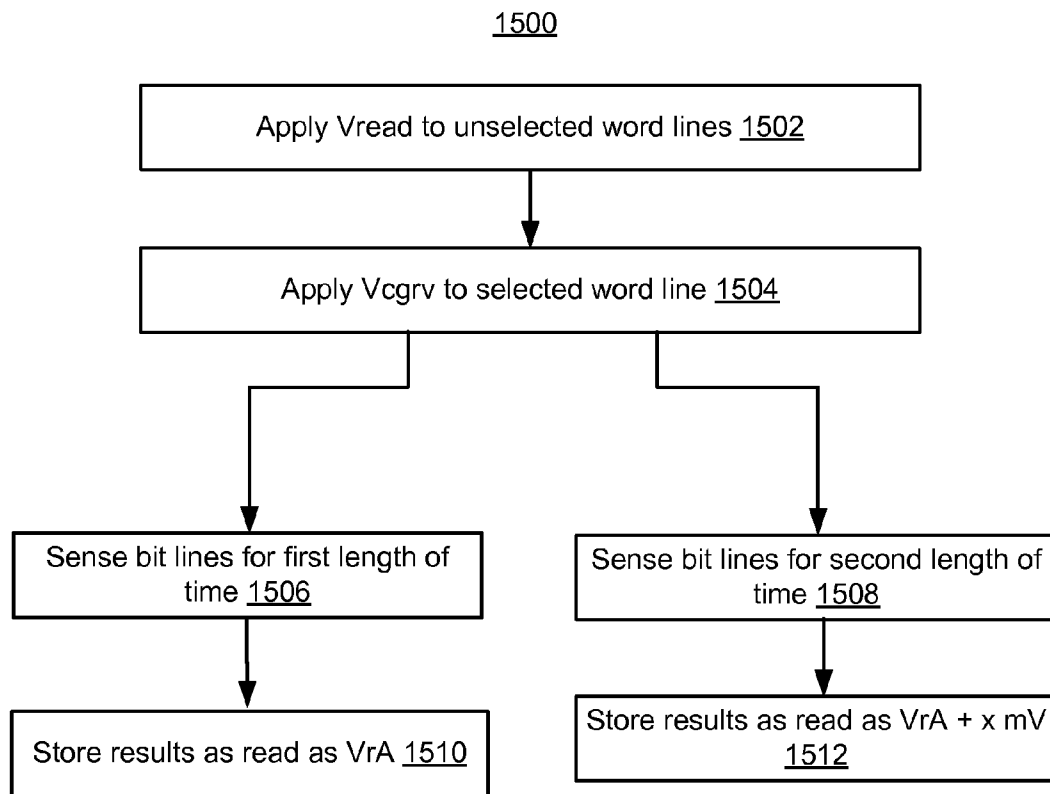 1500
Apply Vread to unselected word lines 1502
Apply Vcgrv to selected word line 1504
Sense bit lines for first length of
time 1506
Sense bit lines for second length of
time 1508
Store results as read as VrA 1510
Store results as read as VrA + x mV
1512